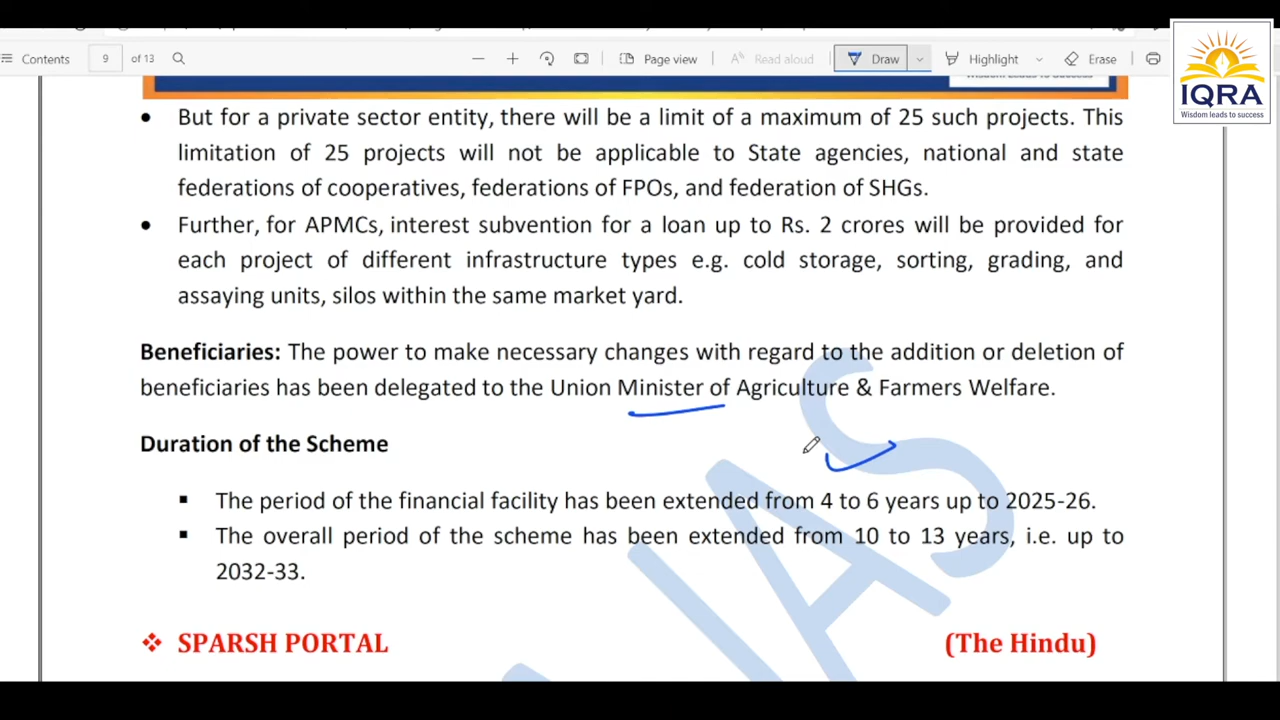 Contents
9 of 13
Page view
Read aloud
Draw
Highlight
Erase
IQRA
Wisdom leads to success
• But for a private sector entity, there will be a limit of a maximum of 25 such projects. This
limitation of 25 projects will not be applicable to State agencies, national and state
federations of cooperatives, federations of FPOs, and federation of SHGs.
• Further, for APMCs, interest subvention for a loan up to Rs. 2 crores will be provided for
each project of different infrastructure types e.g. cold storage, sorting, grading, and
assaying units, silos within the same market yard.
Beneficiaries: The power to make necessary changes with regard to the addition or deletion of
beneficiaries has been delegated to the Union Minister of Agriculture & Farmers Welfare.
Duration of the Scheme
▪ The period of the financial facility has been extended from 4 to 6 years up to 2025-26.
▪ The overall period of the scheme has been extended from 10 to 13 years, i.e. up to
2032-33.
❖ SPARSH PORTAL (The Hindu)
IAS